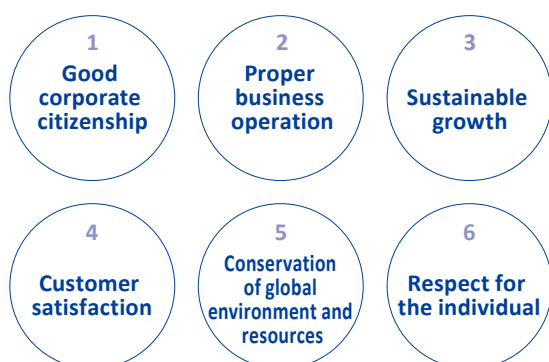 1
Good
corporate
citizenship
2
Proper
business
operation
3
Sustainable
growth
4
Customer
satisfaction
5
Conservation
of global
environment and
resources
6
Respect for
the individual